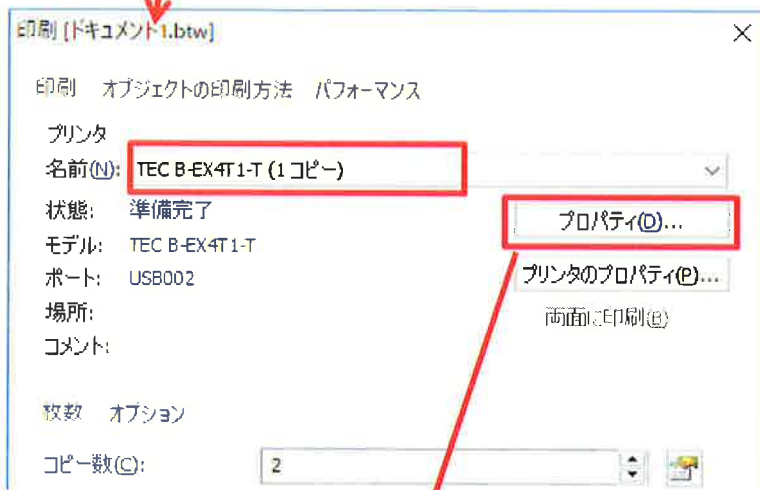 印刷 [ドキュメント1.btw]
印刷 オブジェクトの印刷方法 パフォーマンス
プリンタ
名前(N): TEC B-EX4T1-T (1 コピー)
状態: 準備完了
プロパティ(D)...
モデル: TEC B-EX4T1-T
ポート: USB002
プリンタのプロパティ(P)...
場所:
両面に印刷(B)
コメント:
枚数 オプション
コピー数(C): 2